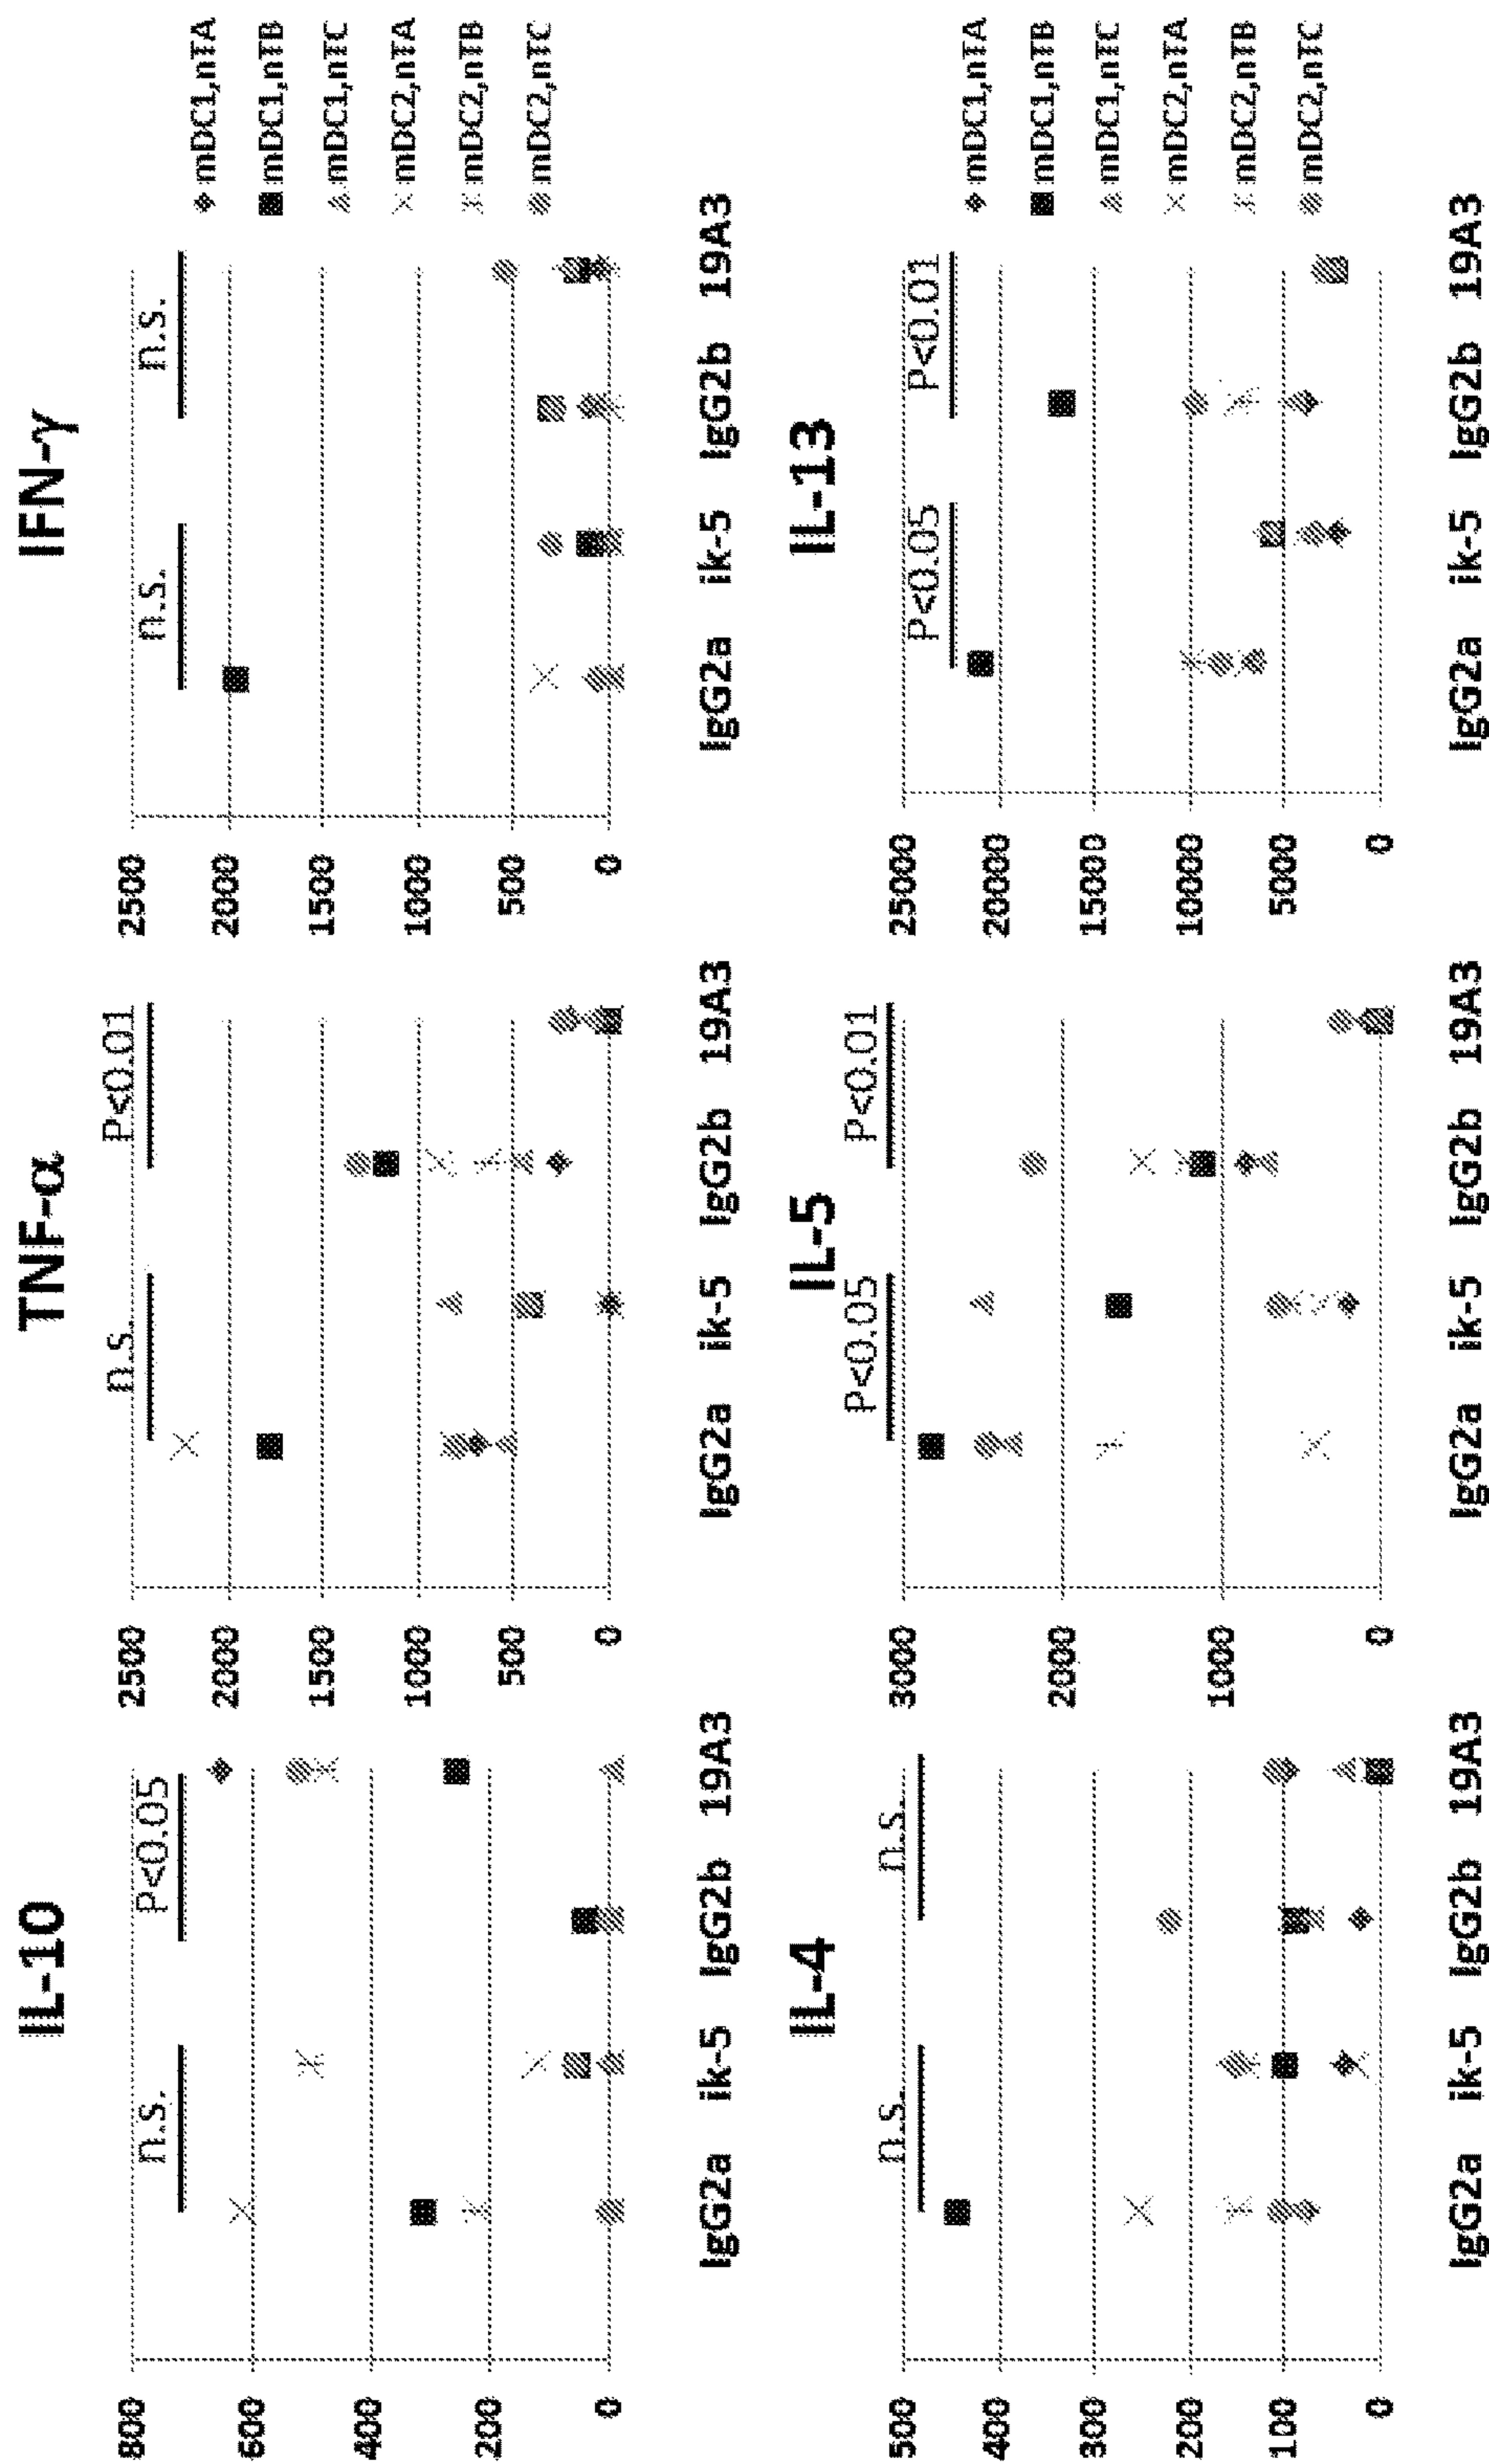 IL-10
800
600
400
200
0
n.s.
P<0.05
IgG2a ik-5 IgG2b 19A3
TNF-α
2500
2000
1500
1000
500
0
n.s.
P<0.01
IgG2a ik-5 IgG2b 19A3
IFN-γ
2500
2000
1500
1000
500
0
n.s.
n.s.
IgG2a ik-5 IgG2b 19A3
mDC1,nTA
mDC1,nTB
mDC1,nTC
mDC2,nTA
mDC2,nTB
mDC2,nTC
IL-4
500
400
300
200
100
0
n.s.
n.s.
IgG2a ik-5 IgG2b 19A3
IL-5
3000
2000
1000
0
P<0.05
P<0.01
IgG2a ik-5 IgG2b 19A3
IL-13
25000
20000
15000
10000
5000
0
P<0.05
P<0.01
IgG2a ik-5 IgG2b 19A3
mDC1,nTA
mDC1,nTB
mDC1,nTC
mDC2,nTA
mDC2,nTB
mDC2,nTC